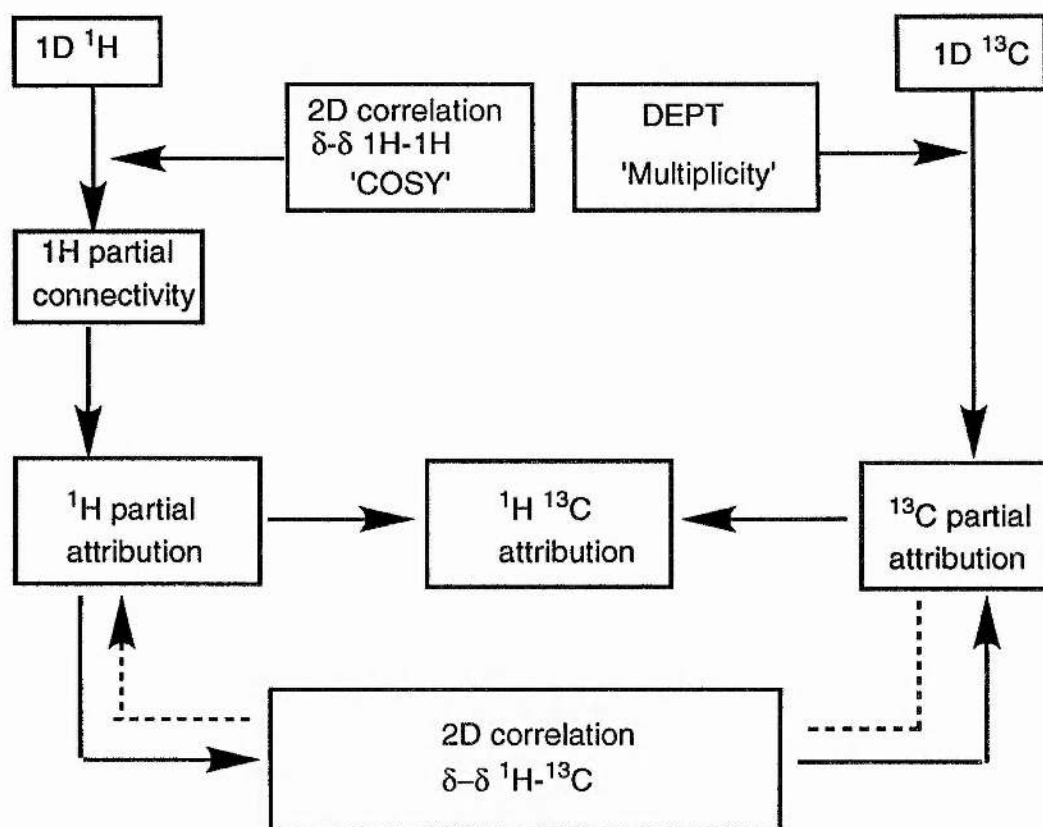 1D ¹H
1D ¹³C
2D correlation
δ-δ 1H-1H
'COSY'
DEPT
'Multiplicity'
1H partial
connectivity
¹H partial
attribution
¹H ¹³C
attribution
¹³C partial
attribution
2D correlation
δ–δ ¹H-¹³C